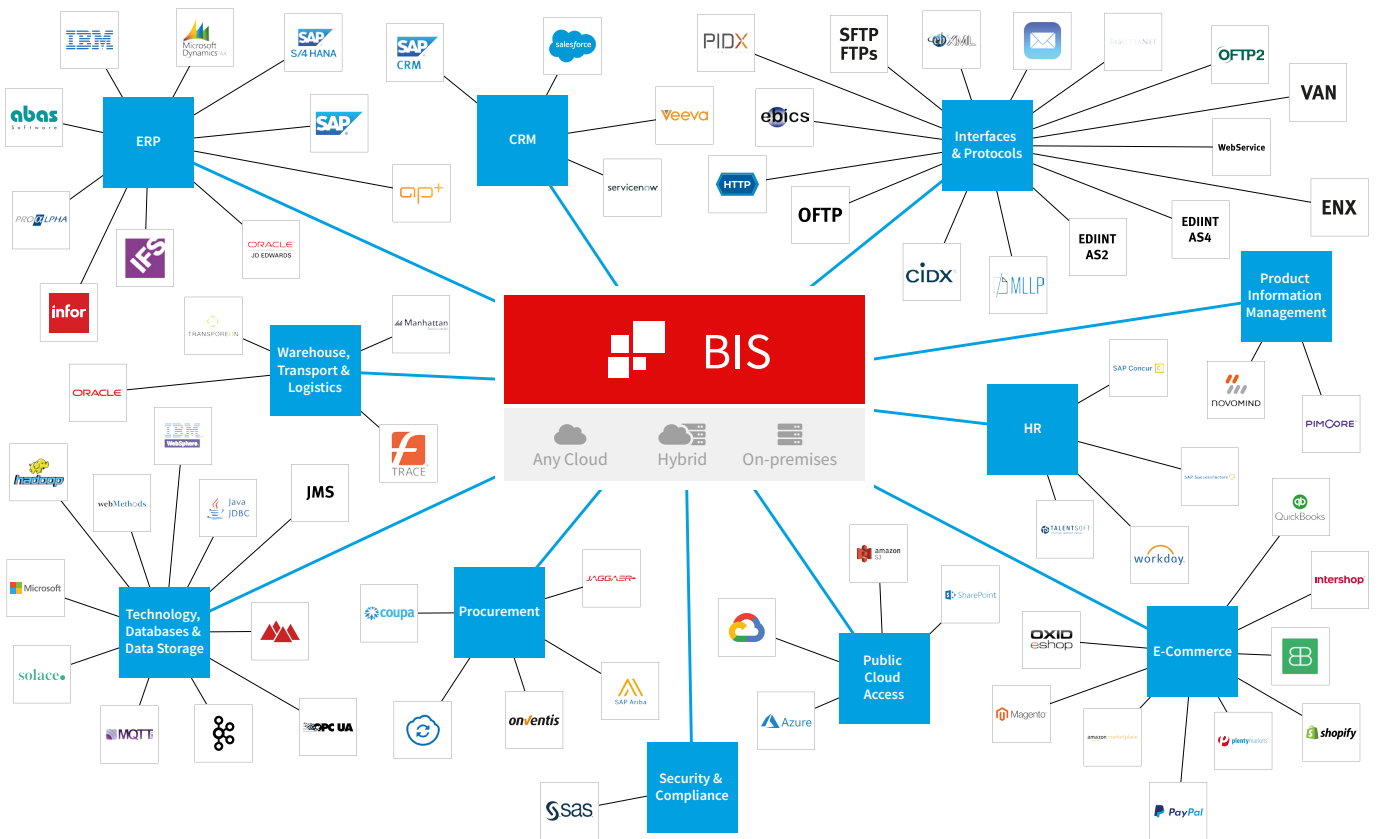 IBM
Microsoft
Dynamics AX
SAP
S/4 HANA
abas
Software
ERP
SAP
ap+
PROALPHA
IFS
ORACLE
JD EDWARDS
infor
SAP
CRM
salesforce
CRM
veeva
servicenow
PIDX
SFTP
FTPs
ebXML
OFTP2
VAN
ebics
Interfaces
& Protocols
WebService
HTTP
OFTP
ENX
EDIINT
AS4
EDIINT
AS2
CIDX
MLLP
Product
Information
Management
NOVOMIND
PIMCORE
TRANSPOREON
Manhattan
Warehouse,
Transport &
Logistics
ORACLE
f
TRACE
BIS
Any Cloud
Hybrid
On-premises
SAP Concur C
HR
SAP SuccessFactors
TS TALENTSOFT
workday.
hadoop
IBM
WebSphere
webMethods
Java
JDBC
JMS
Microsoft
Technology,
Databases &
Data Storage
solace.
MQTT
OPC UA
coupa
Procurement
JAGGAER+
SAP Ariba
onventis
Security &
Compliance
sas
amazon
S3
SharePoint
Public
Cloud
Access
Azure
qb
QuickBooks
intershop
OXID
eshop
E-Commerce
Magento
amazon marketplace
plentymarkets
shopify
PayPal